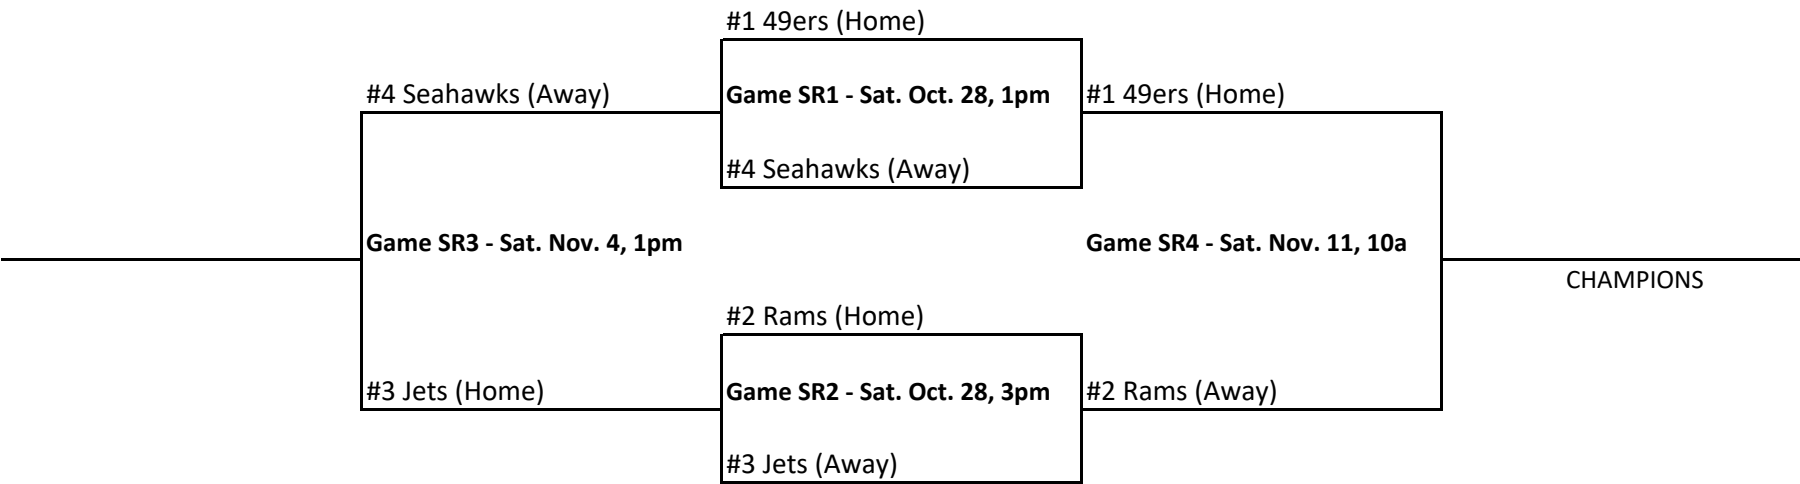 #1 49ers (Home)
#4 Seahawks (Away)
Game SR1 - Sat. Oct. 28, 1pm
#1 49ers (Home)
#4 Seahawks (Away)
Game SR3 - Sat. Nov. 4, 1pm
Game SR4 - Sat. Nov. 11, 10a
CHAMPIONS
#2 Rams (Home)
#3 Jets (Home)
Game SR2 - Sat. Oct. 28, 3pm
#2 Rams (Away)
#3 Jets (Away)